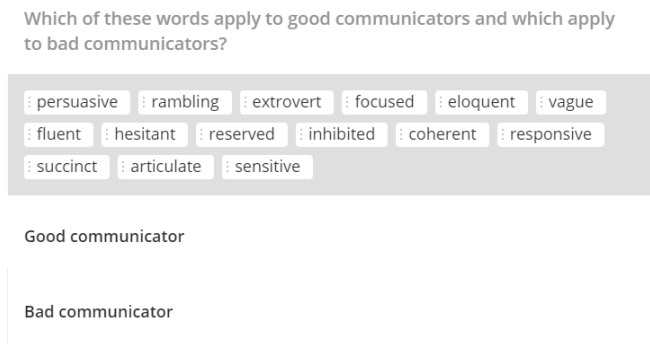 Which of these words apply to good communicators and which apply
to bad communicators?
persuasive rambling extrovert focused eloquent vague
fluent hesitant reserved inhibited coherent responsive
succinct articulate sensitive
Good communicator
Bad communicator